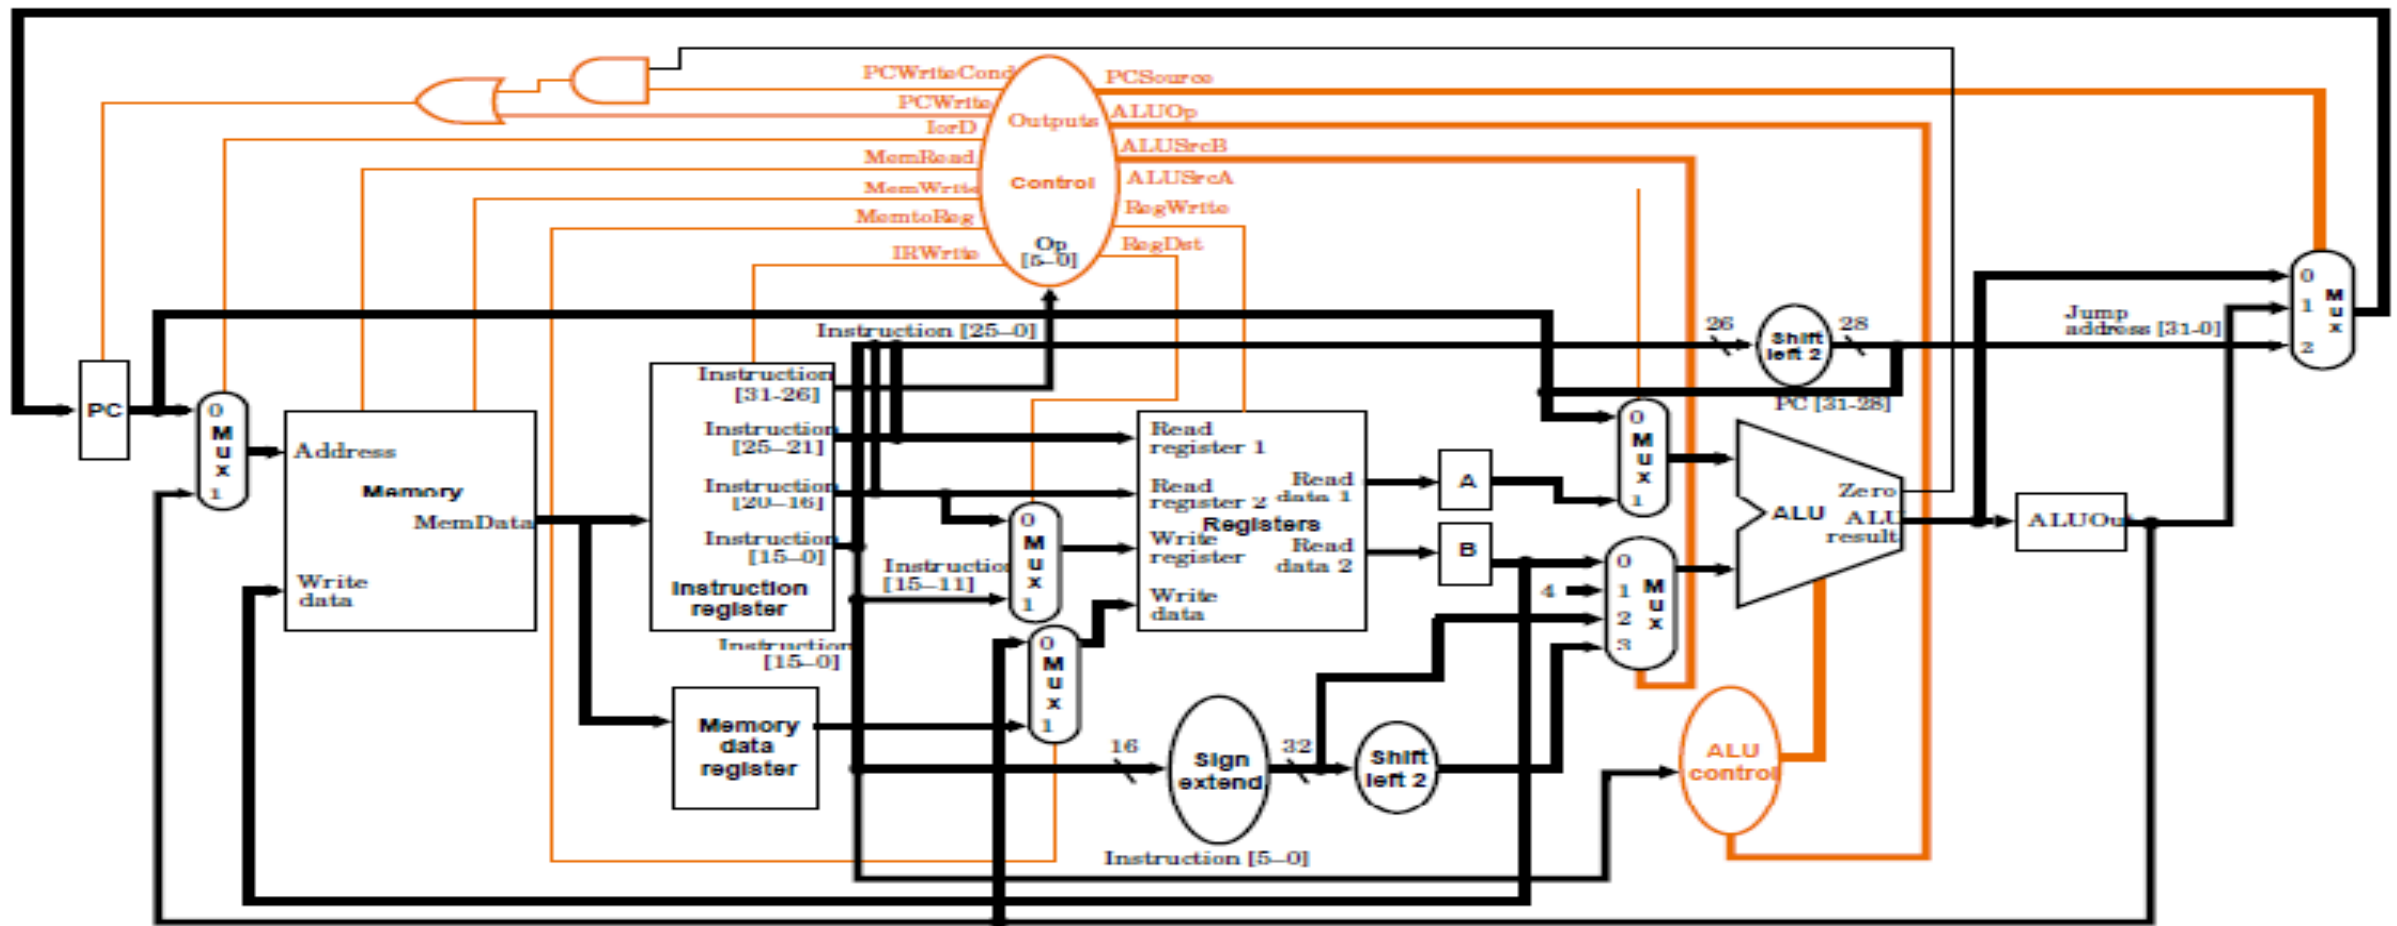 PCWriteCond
PCWrite
IorD
MemRead
MemWrite
MemtoReg
IRWrite
Outputs
Control
Op
[5–0]
PCSource
ALUOp
ALUSrcB
ALUSrcA
RegWrite
RegDst
Instruction [25–0]
26
Shift
left 2
28
Jump
address [31-0]
PC [31-28]
0
1
2
M
u
x
PC
0
M
u
x
1
Address
Memory
MemData
Write
data
Instruction
[31-26]
Instruction
[25–21]
Instruction
[20–16]
Instruction
[15–0]
Instruction
register
Instruction
[15–0]
Memory
data
register
Instructio
[15–11]
0
M
u
x
1
0
M
u
x
1
Read
register 1
Read
register 2
Registers
Write
register
Write
data
Read
data 1
Read
data 2
A
B
4
0
M
u
x
1
0
1
2
3
M
u
x
ALU
Zero
ALU
result
ALUOu
16
Sign
extend
32
Shift
left 2
ALU
control
Instruction [5–0]